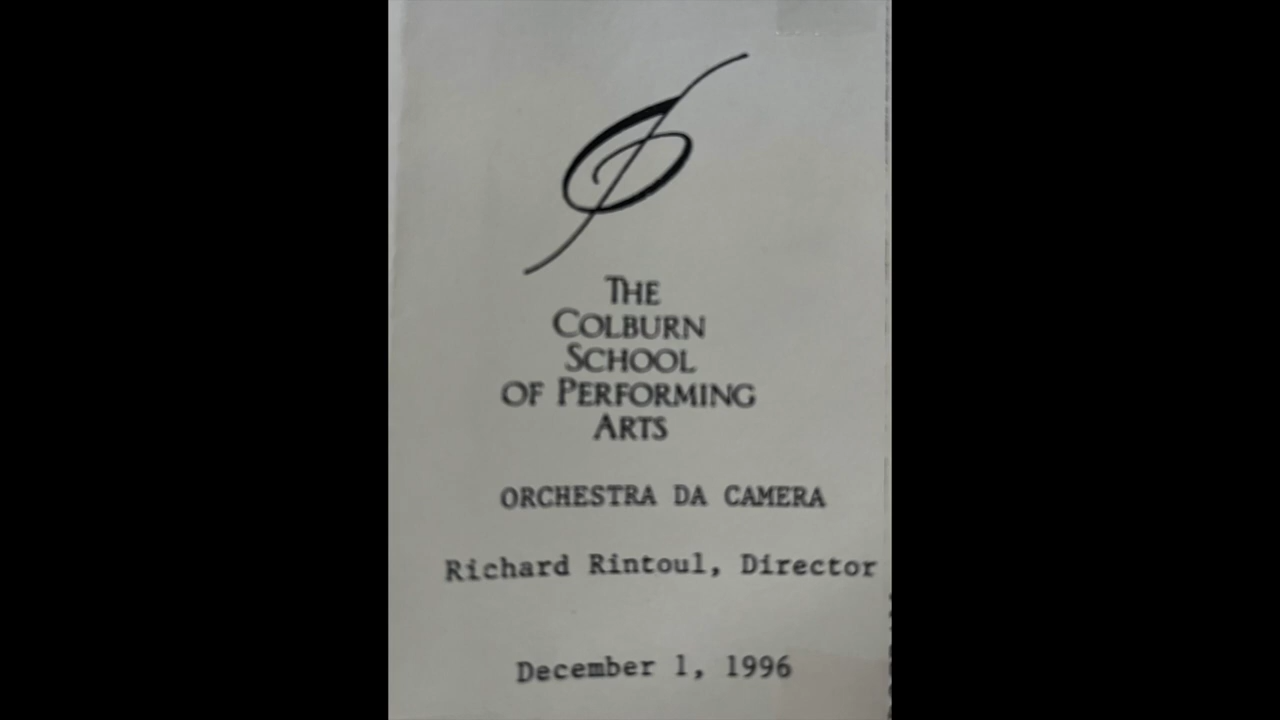 THE
COLBURN
SCHOOL
OF PERFORMING
ARTS
ORCHESTRA DA CAMERA
Richard Rintoul, Director
December 1, 1996